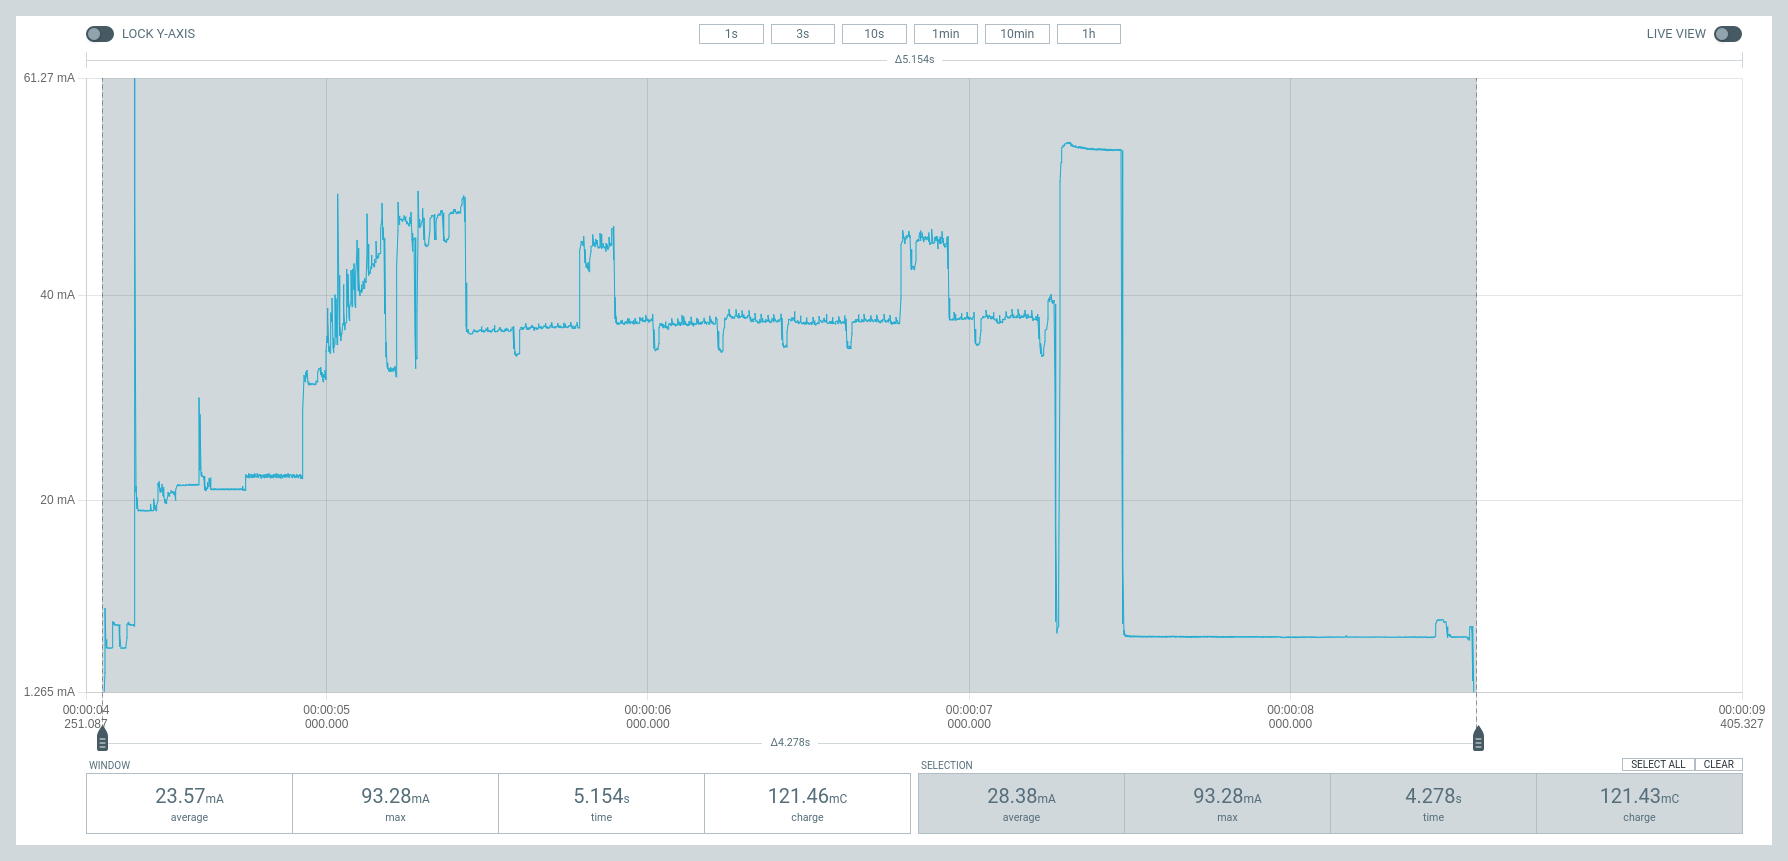 LOCK Y-AXIS
1s 3s 10s 1min 10min 1h
LIVE VIEW
Δ5.154s
61.27 mA
40 mA
20 mA
1.265 mA
00:00:04 00:00:05 00:00:06 00:00:07 00:00:08 00:00:09
251.087 000.000 000.000 000.000 000.000 405.327
Δ4.278s
WINDOW
23.57mA 93.28mA 5.154s 121.46mC
average max time charge
SELECTION
SELECT ALL CLEAR
28.38mA 93.28mA 4.278s 121.43mC
average max time charge